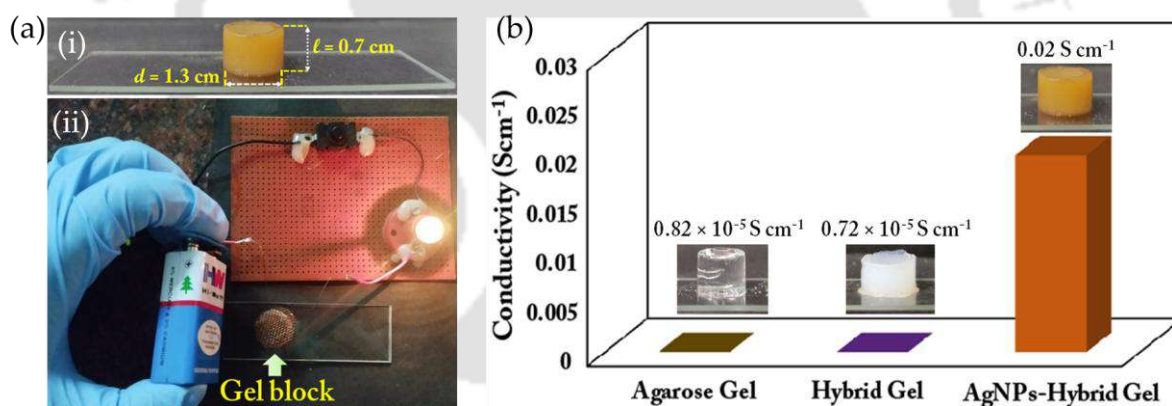 (a)
(i)
ℓ = 0.7 cm
d = 1.3 cm
(ii)
Gel block
(b)
Conductivity (Scm⁻¹)
0.03
0.025
0.02
0.015
0.01
0.005
0
0.82 × 10⁻⁵ S cm⁻¹
0.72 × 10⁻⁵ S cm⁻¹
0.02 S cm⁻¹
Agarose Gel
Hybrid Gel
AgNPs-Hybrid Gel